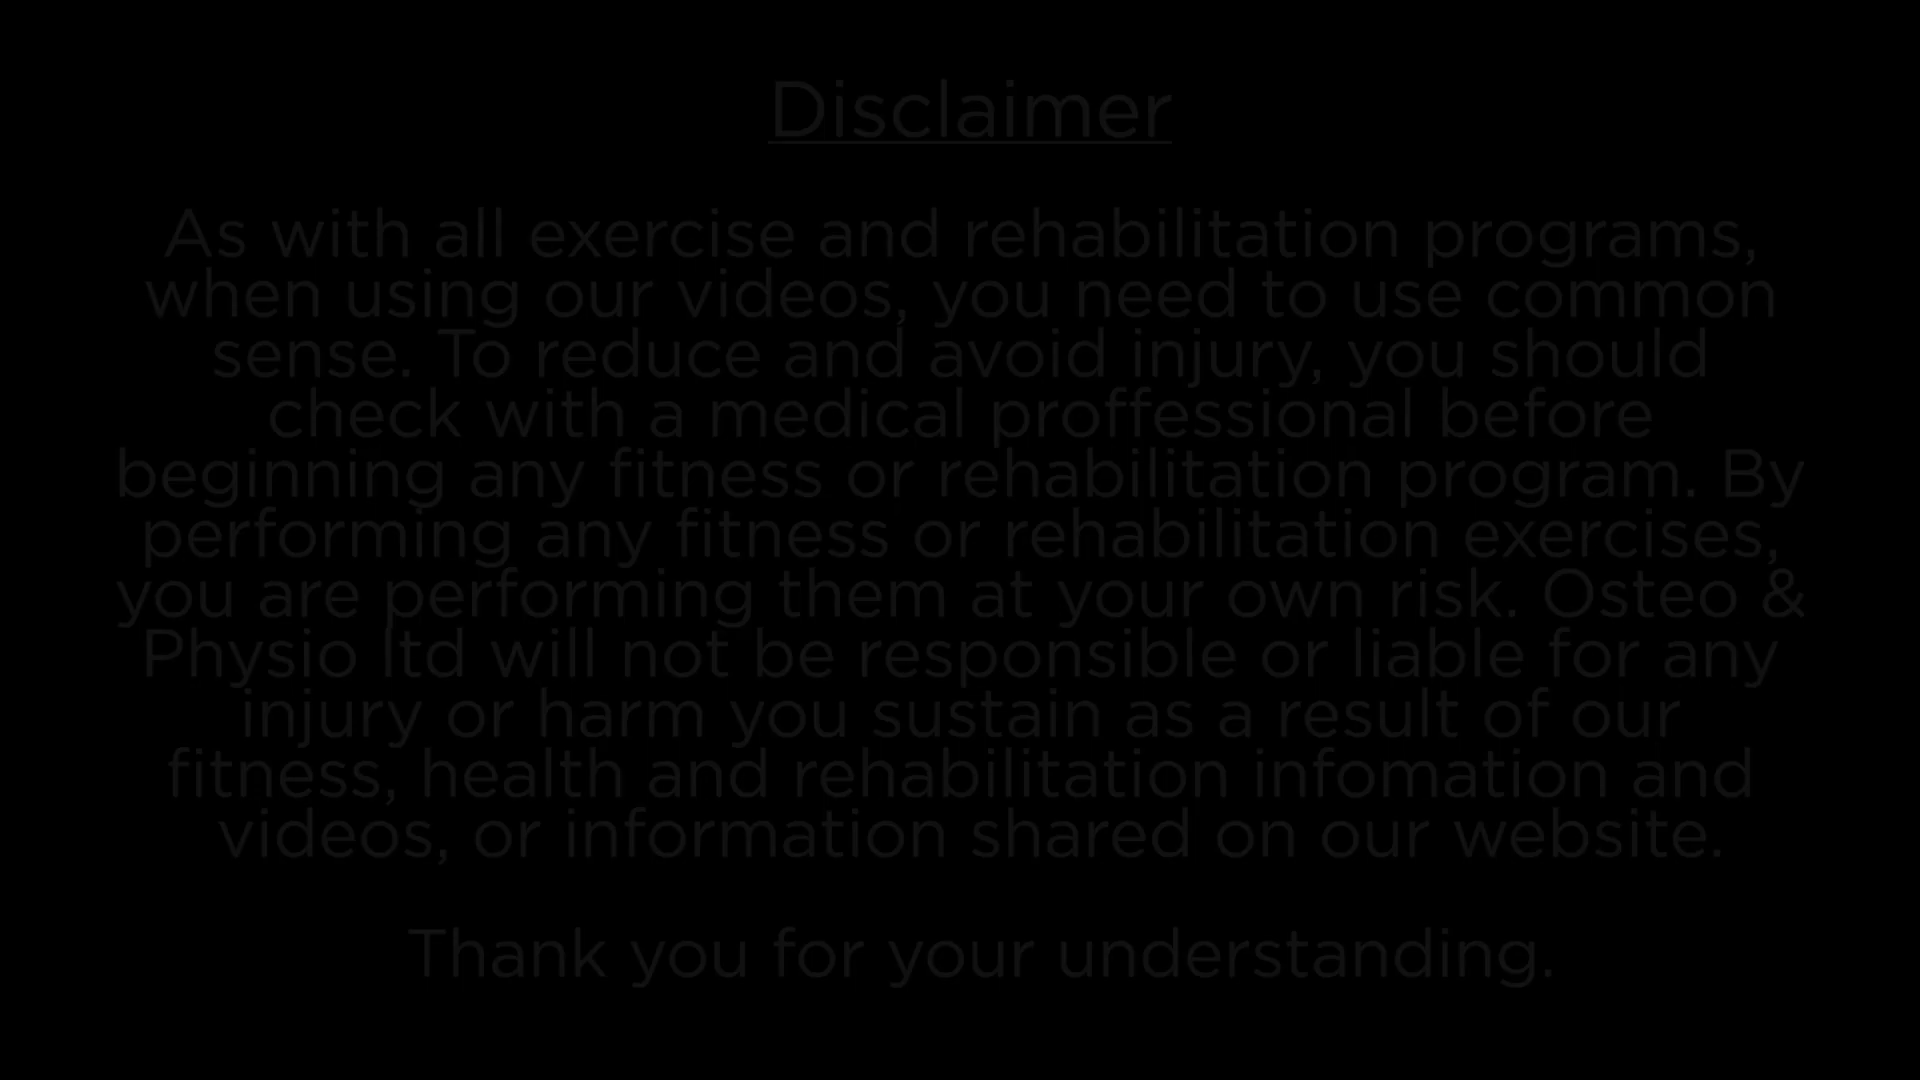 Disclaimer
As with all exercise and rehabilitation programs,
when using our videos, you need to use common
sense. To reduce and avoid injury, you should
check with a medical proffessional before
beginning any fitness or rehabilitation program. By
performing any fitness or rehabilitation exercises,
you are performing them at your own risk. Osteo &
Physio ltd will not be responsible or liable for any
injury or harm you sustain as a result of our
fitness, health and rehabilitation infomation and
videos, or information shared on our website.
Thank you for your understanding.